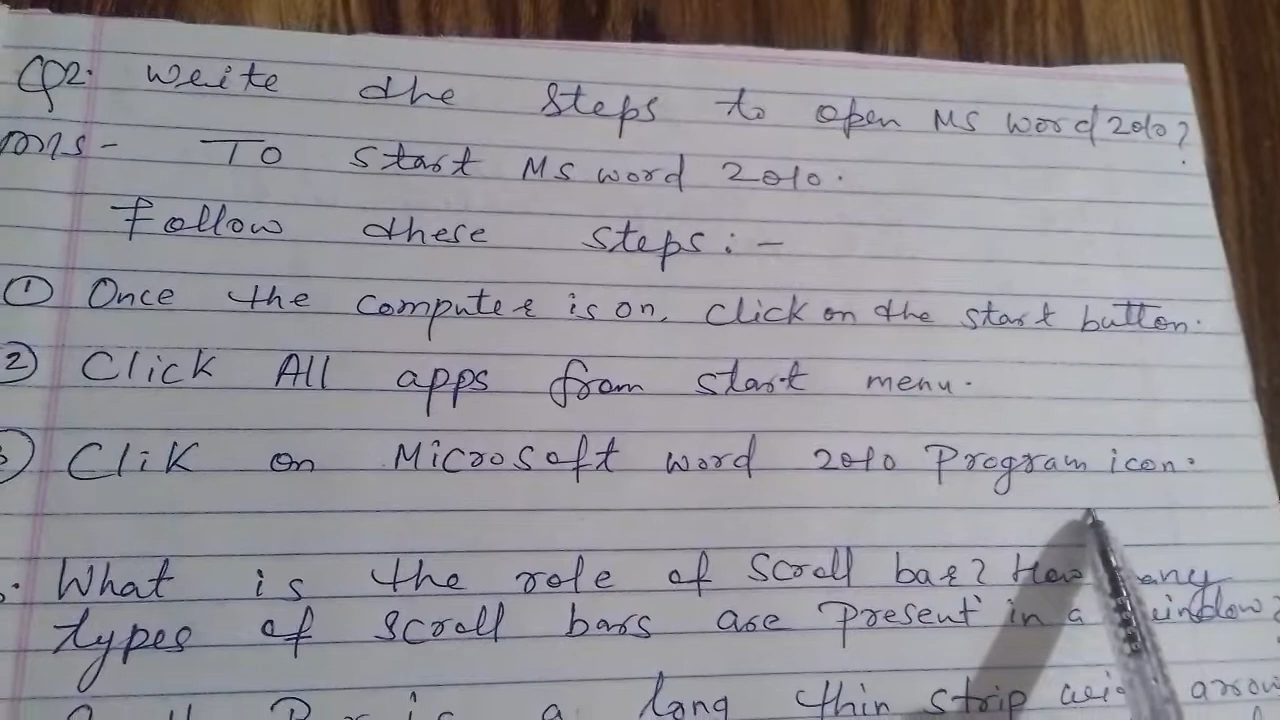 Q2. Write the steps to open MS word 2010?
Ans- To start MS word 2010.
Follow these steps:-
① Once the computer is on, click on the start button.
② Click All apps from start menu.
③ Clik on Microsoft word 2010 Program icon.
What is the role of scroll bar? How many
types of scroll bars are present in a window?
a long thin strip